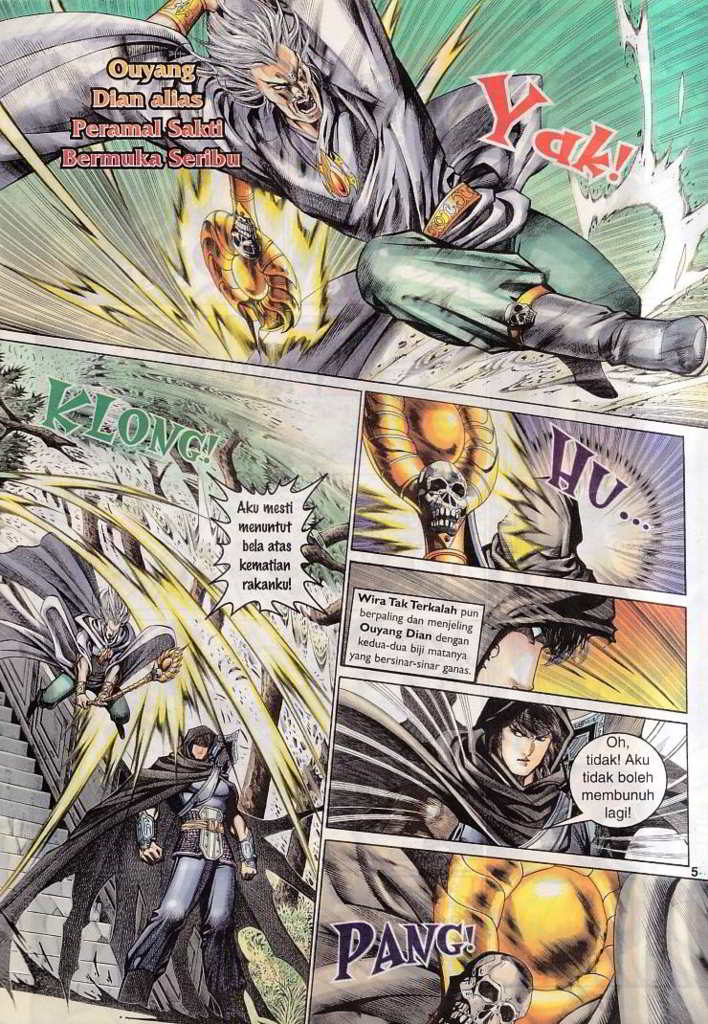 Ouyang
Dian alias
Peramal Sakti
Bermuka Seribu
Yak!
KLONG!
Aku mesti
menuntut
bela atas
kematian
rakanku!
HU...
Wira Tak Terkalah pun
berpaling dan menjeling
Ouyang Dian dengan
kedua-dua biji matanya
yang bersinar-sinar ganas.
Oh,
tidak! Aku
tidak boleh
membunuh
lagi!
PANG!
5